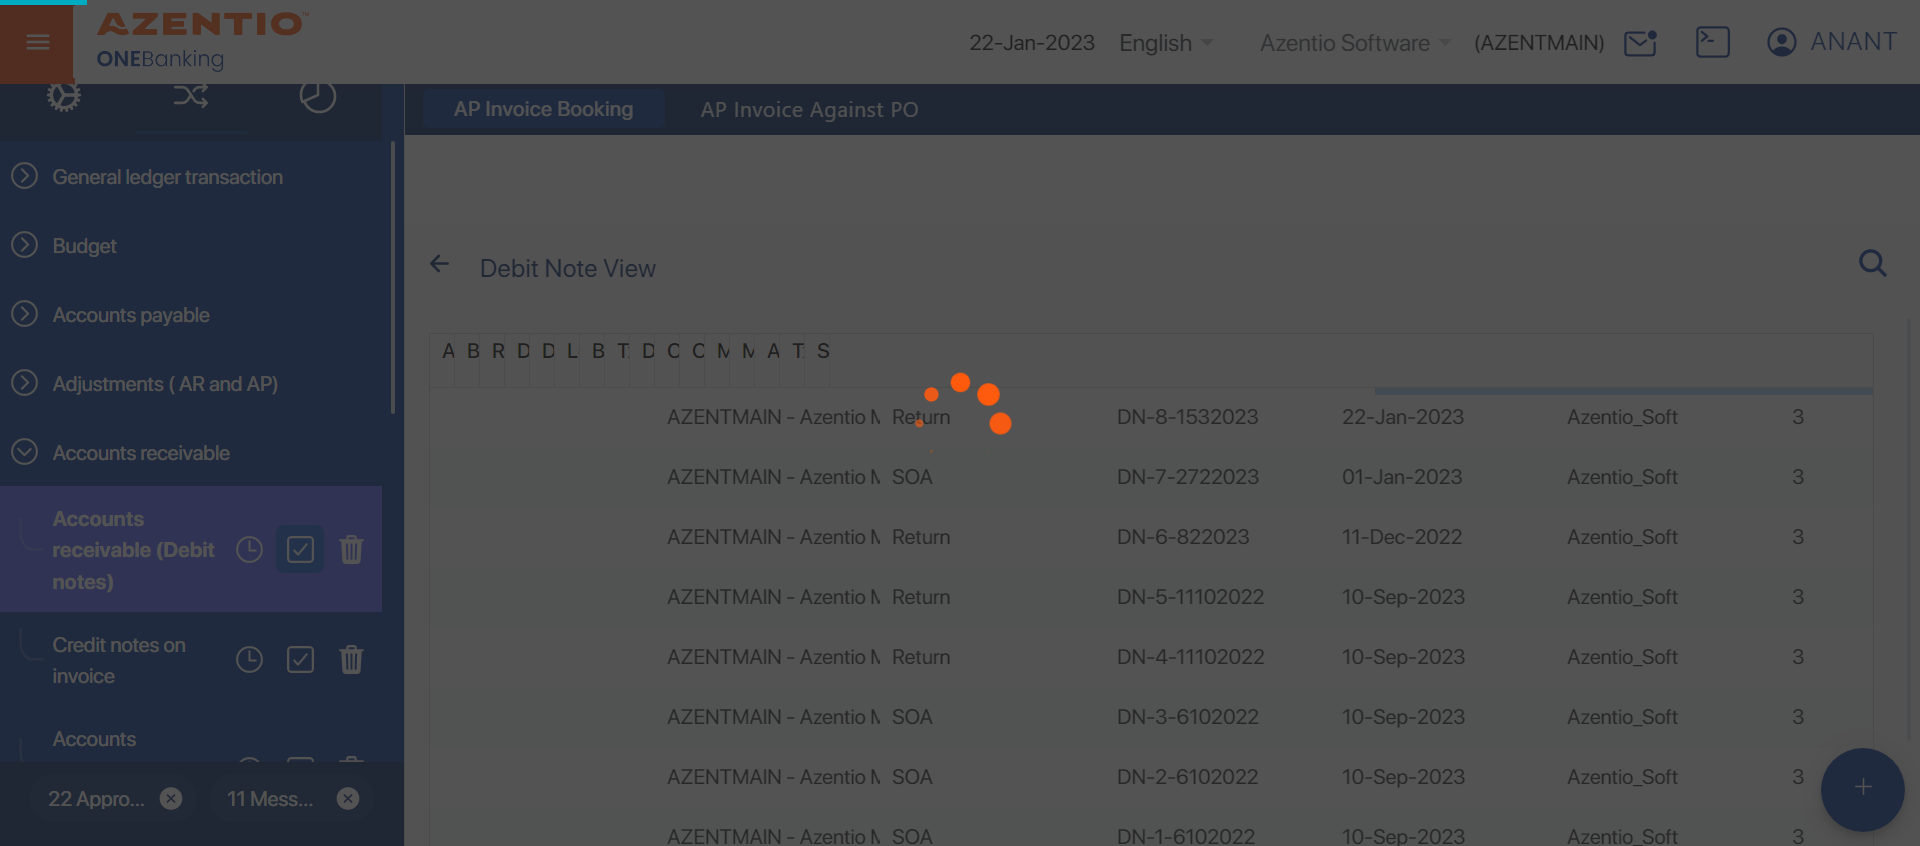 AZENTIO™
ONEBanking
22-Jan-2023 English Azentio Software (AZENTMAIN) ANANT
AP Invoice Booking AP Invoice Against PO
General ledger transaction
Budget
Accounts payable
Adjustments ( AR and AP)
Accounts receivable
Accounts
receivable (Debit
notes)
Credit notes on
invoice
Accounts
22 Appro... 11 Mess...
Debit Note View
A B R D D L B T D C C M M A T S
AZENTMAIN - Azentio M Return DN-8-1532023 22-Jan-2023 Azentio_Soft 3
AZENTMAIN - Azentio M SOA DN-7-2722023 01-Jan-2023 Azentio_Soft 3
AZENTMAIN - Azentio M Return DN-6-822023 11-Dec-2022 Azentio_Soft 3
AZENTMAIN - Azentio M Return DN-5-11102022 10-Sep-2023 Azentio_Soft 3
AZENTMAIN - Azentio M Return DN-4-11102022 10-Sep-2023 Azentio_Soft 3
AZENTMAIN - Azentio M SOA DN-3-6102022 10-Sep-2023 Azentio_Soft 3
AZENTMAIN - Azentio M SOA DN-2-6102022 10-Sep-2023 Azentio_Soft 3
AZENTMAIN - Azentio M SOA DN-1-6102022 10-Sep-2023 Azentio_Soft 3